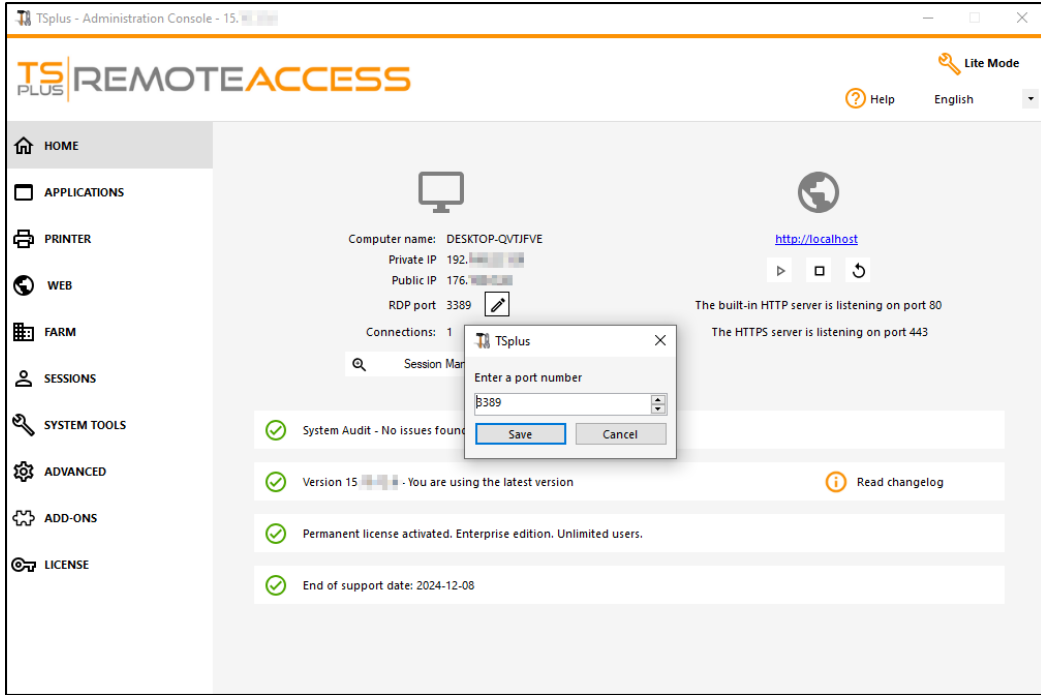 TSplus - Administration Console - 15.
TS PLUS REMOTEACCESS
Lite Mode
Help
English
HOME
APPLICATIONS
PRINTER
WEB
FARM
SESSIONS
SYSTEM TOOLS
ADVANCED
ADD-ONS
LICENSE
Computer name: DESKTOP-QVTJFVE
Private IP 192.
Public IP 176.
RDP port 3389
Connections: 1
Session Mar
http://localhost
The built-in HTTP server is listening on port 80
The HTTPS server is listening on port 443
TSplus
Enter a port number
3389
Save Cancel
System Audit - No issues found
Version 15 - You are using the latest version
Read changelog
Permanent license activated. Enterprise edition. Unlimited users.
End of support date: 2024-12-08